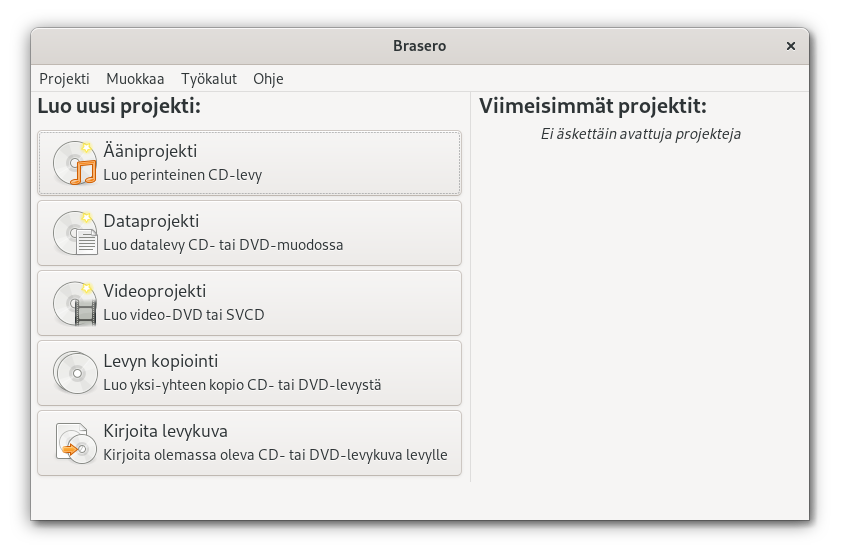 Brasero
Projekti Muokkaa Työkalut Ohje
Luo uusi projekti:
Ääniprojekti
Luo perinteinen CD-levy
Dataprojekti
Luo datalevy CD- tai DVD-muodossa
Videoprojekti
Luo video-DVD tai SVCD
Levyn kopiointi
Luo yksi-yhteen kopio CD- tai DVD-levystä
Kirjoita levykuva
Kirjoita olemassa oleva CD- tai DVD-levykuva levylle
Viimeisimmät projektit:
Ei äskettäin avattuja projekteja